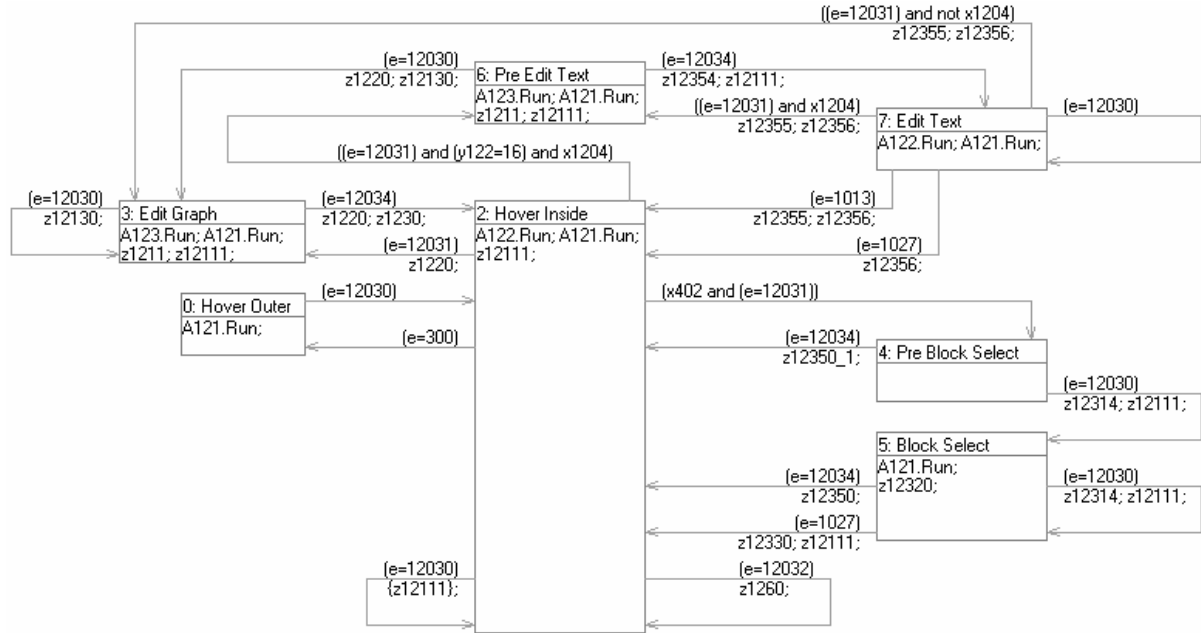 ((e=12031) and not x1204)
z12355; z12356;
(e=12030)
z1220; z12130;
6: Pre Edit Text
A123.Run; A121.Run;
z1211; z12111;
(e=12034)
z12354; z12111;
((e=12031) and x1204)
z12355; z12356;
7: Edit Text
A122.Run; A121.Run;
(e=12030)
((e=12031) and (y122=16) and x1204)
(e=12030)
z12130;
3: Edit Graph
A123.Run; A121.Run;
z1211; z12111;
(e=12034)
z1220; z1230;
(e=12031)
z1220;
2: Hover Inside
A122.Run; A121.Run;
z12111;
(e=1013)
z12355; z12356;
(e=1027)
z12356;
0: Hover Outer
A121.Run;
(e=12030)
(e=300)
(x402 and (e=12031))
(e=12034)
z12350_1;
4: Pre Block Select
(e=12030)
z12314; z12111;
5: Block Select
A121.Run;
z12320;
(e=12034)
z12350;
(e=12030)
z12314; z12111;
(e=1027)
z12330; z12111;
(e=12030)
{z12111};
(e=12032)
z1260;